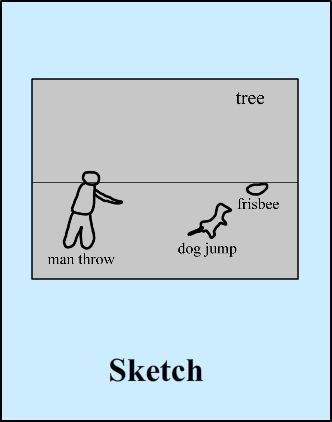 tree
frisbee
dog jump
man throw
Sketch